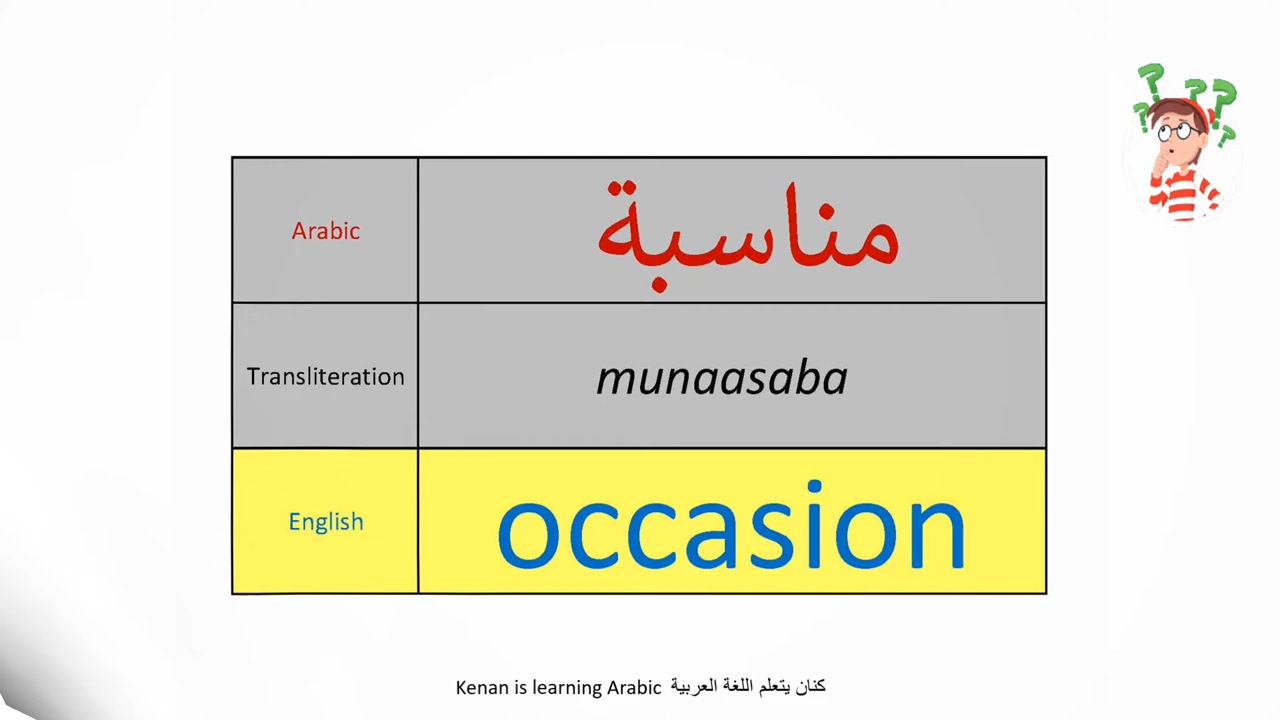 Arabic
مناسبة
Transliteration
munaasaba
English
occasion
Kenan is learning Arabic كنان يتعلم اللغة العربية